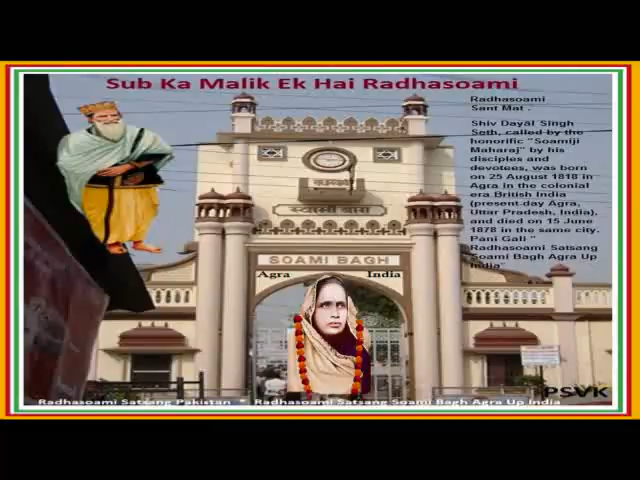 Sub Ka Malik Ek Hai Radhasoami
Radhasoami
Sant Mat .
Shiv Dayāl Singh
Seth, called by the
honorific "Soamiji
Maharaj" by his
disciples and
devotees, was born
on 25 August 1818 in
Agra in the colonial
era British India
(present-day Agra,
Uttar Pradesh, India),
and died on 15 June
1878 in the same city.
Pani Gali "
Radhasoami Satsang
Soami Bagh Agra Up
India"
स्वामी बाग
SOAMI BAGH
Agra India
PSVK
Radhasoami Satsang Pakistan * Radhasoami Satsang Soami Bagh Agra Up India